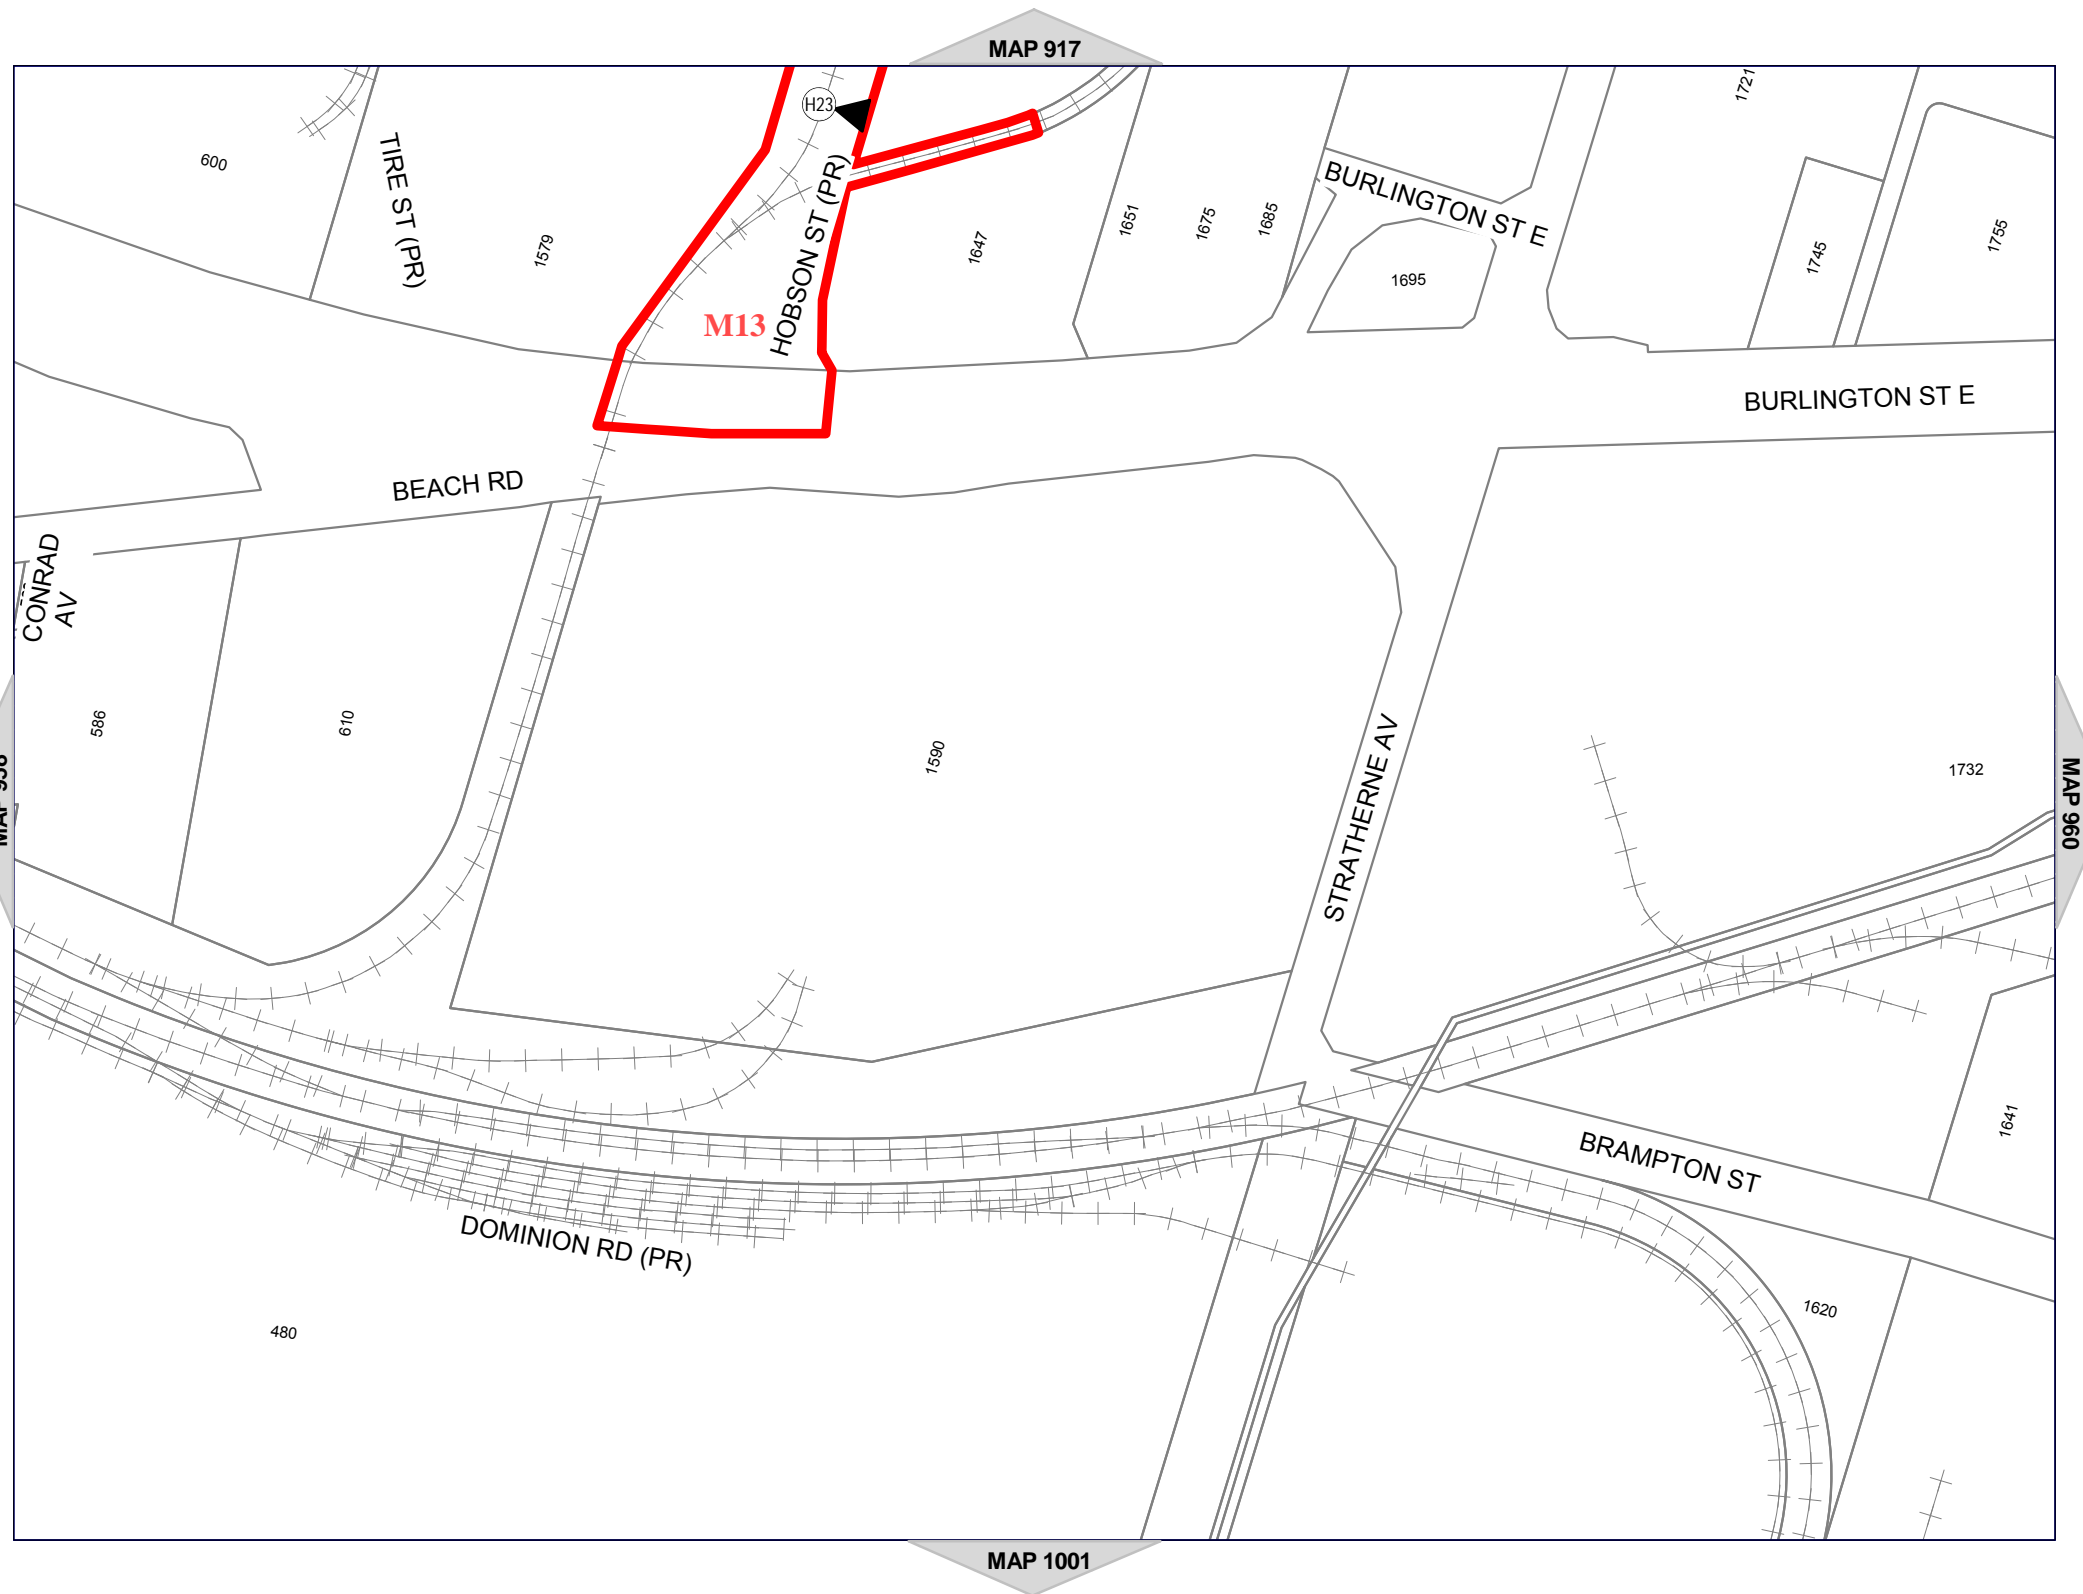 MAP 917
H23
1721
600
TIRE ST (PR)
1579
HOBSON ST (PR)
M13
1647
1651
1675
1685
BURLINGTON ST E
1695
1745
1755
BURLINGTON ST E
BEACH RD
CONRAD
AV
586
610
1590
STRATHERNE AV
1732
MAP 960
BRAMPTON ST
1641
DOMINION RD (PR)
480
1620
MAP 1001